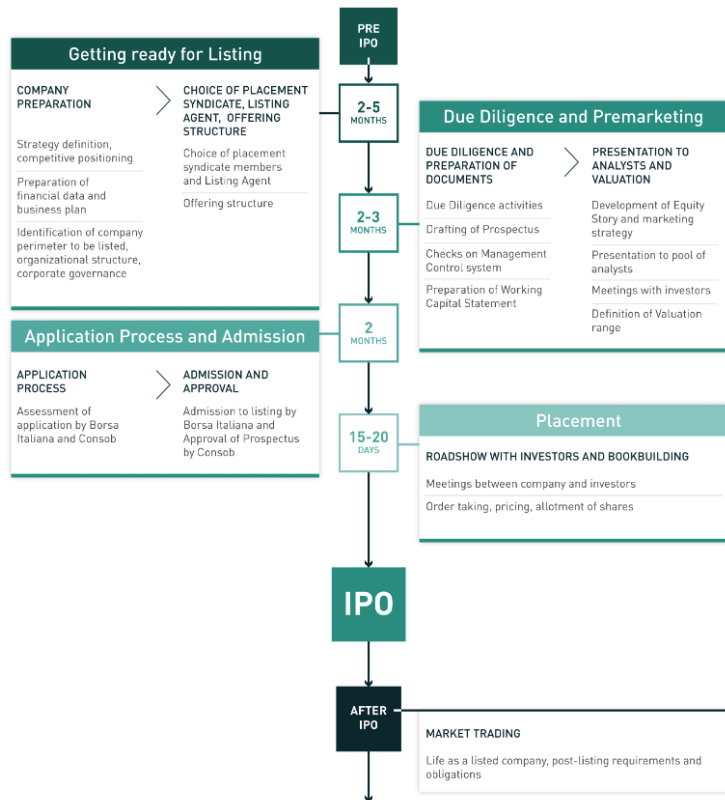 PRE
IPO
Getting ready for Listing
COMPANY
PREPARATION
Strategy definition,
competitive positioning
Preparation of
financial data and
business plan
Identification of company
perimeter to be listed,
organizational structure,
corporate governance
CHOICE OF PLACEMENT
SYNDICATE, LISTING
AGENT, OFFERING
STRUCTURE
Choice of placement
syndicate members
and Listing Agent
Offering structure
2-5
MONTHS
Due Diligence and Premarketing
DUE DILIGENCE AND
PREPARATION OF
DOCUMENTS
Due Diligence activities
Drafting of Prospectus
Checks on Management
Control system
Preparation of Working
Capital Statement
PRESENTATION TO
ANALYSTS AND
VALUATION
Development of Equity
Story and marketing
strategy
Presentation to pool of
analysts
Meetings with investors
Definition of Valuation
range
2-3
MONTHS
Application Process and Admission
APPLICATION
PROCESS
Assessment of
application by Borsa
Italiana and Consob
ADMISSION AND
APPROVAL
Admission to listing by
Borsa Italiana and
Approval of Prospectus
by Consob
2
MONTHS
Placement
ROADSHOW WITH INVESTORS AND BOOKBUILDING
Meetings between company and investors
Order taking, pricing, allotment of shares
15-20
DAYS
IPO
AFTER
IPO
MARKET TRADING
Life as a listed company, post-listing requirements and
obligations